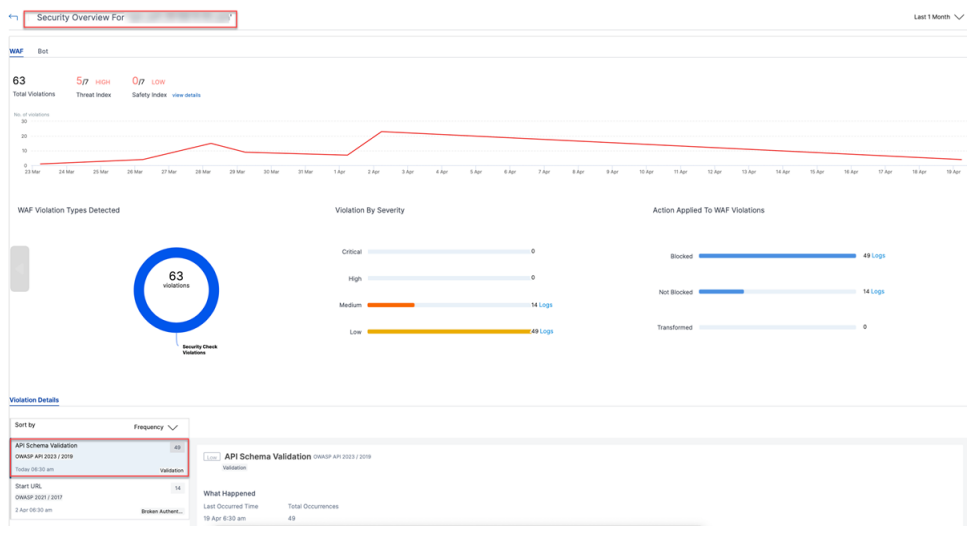 Security Overview For
Last 1 Month
WAF Bot
63 5/7 HIGH 0/7 LOW
Total Violations Threat Index Safety Index view details
No. of violations
30
20
10
0
23 Mar 24 Mar 25 Mar 26 Mar 27 Mar 28 Mar 29 Mar 30 Mar 31 Mar 1 Apr 2 Apr 3 Apr 4 Apr 5 Apr 6 Apr 7 Apr 8 Apr 9 Apr 10 Apr 11 Apr 12 Apr 13 Apr 14 Apr 15 Apr 16 Apr 17 Apr 18 Apr 19 Apr
WAF Violation Types Detected
63
violations
Security Check
Violations
Violation By Severity
Critical 0
High 0
Medium 14 Logs
Low 49 Logs
Action Applied To WAF Violations
Blocked 49 Logs
Not Blocked 14 Logs
Transformed 0
Violation Details
Sort by Frequency
API Schema Validation 49
OWASP API 2023 / 2019
Today 06:30 am Validation
Start URL 14
OWASP 2021 / 2017
2 Apr 06:30 am Broken Authent...
Low API Schema Validation OWASP API 2023 / 2019
Validation
What Happened
Last Occurred Time Total Occurrences
19 Apr 6:30 am 49